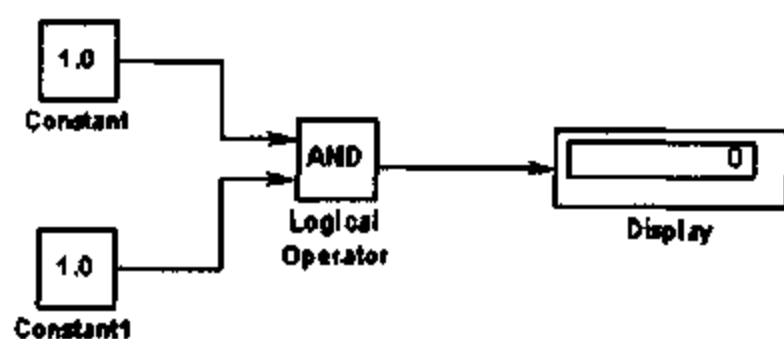 1.0
Constant
AND
Logical
Operator
0
Display
1.0
Constant1